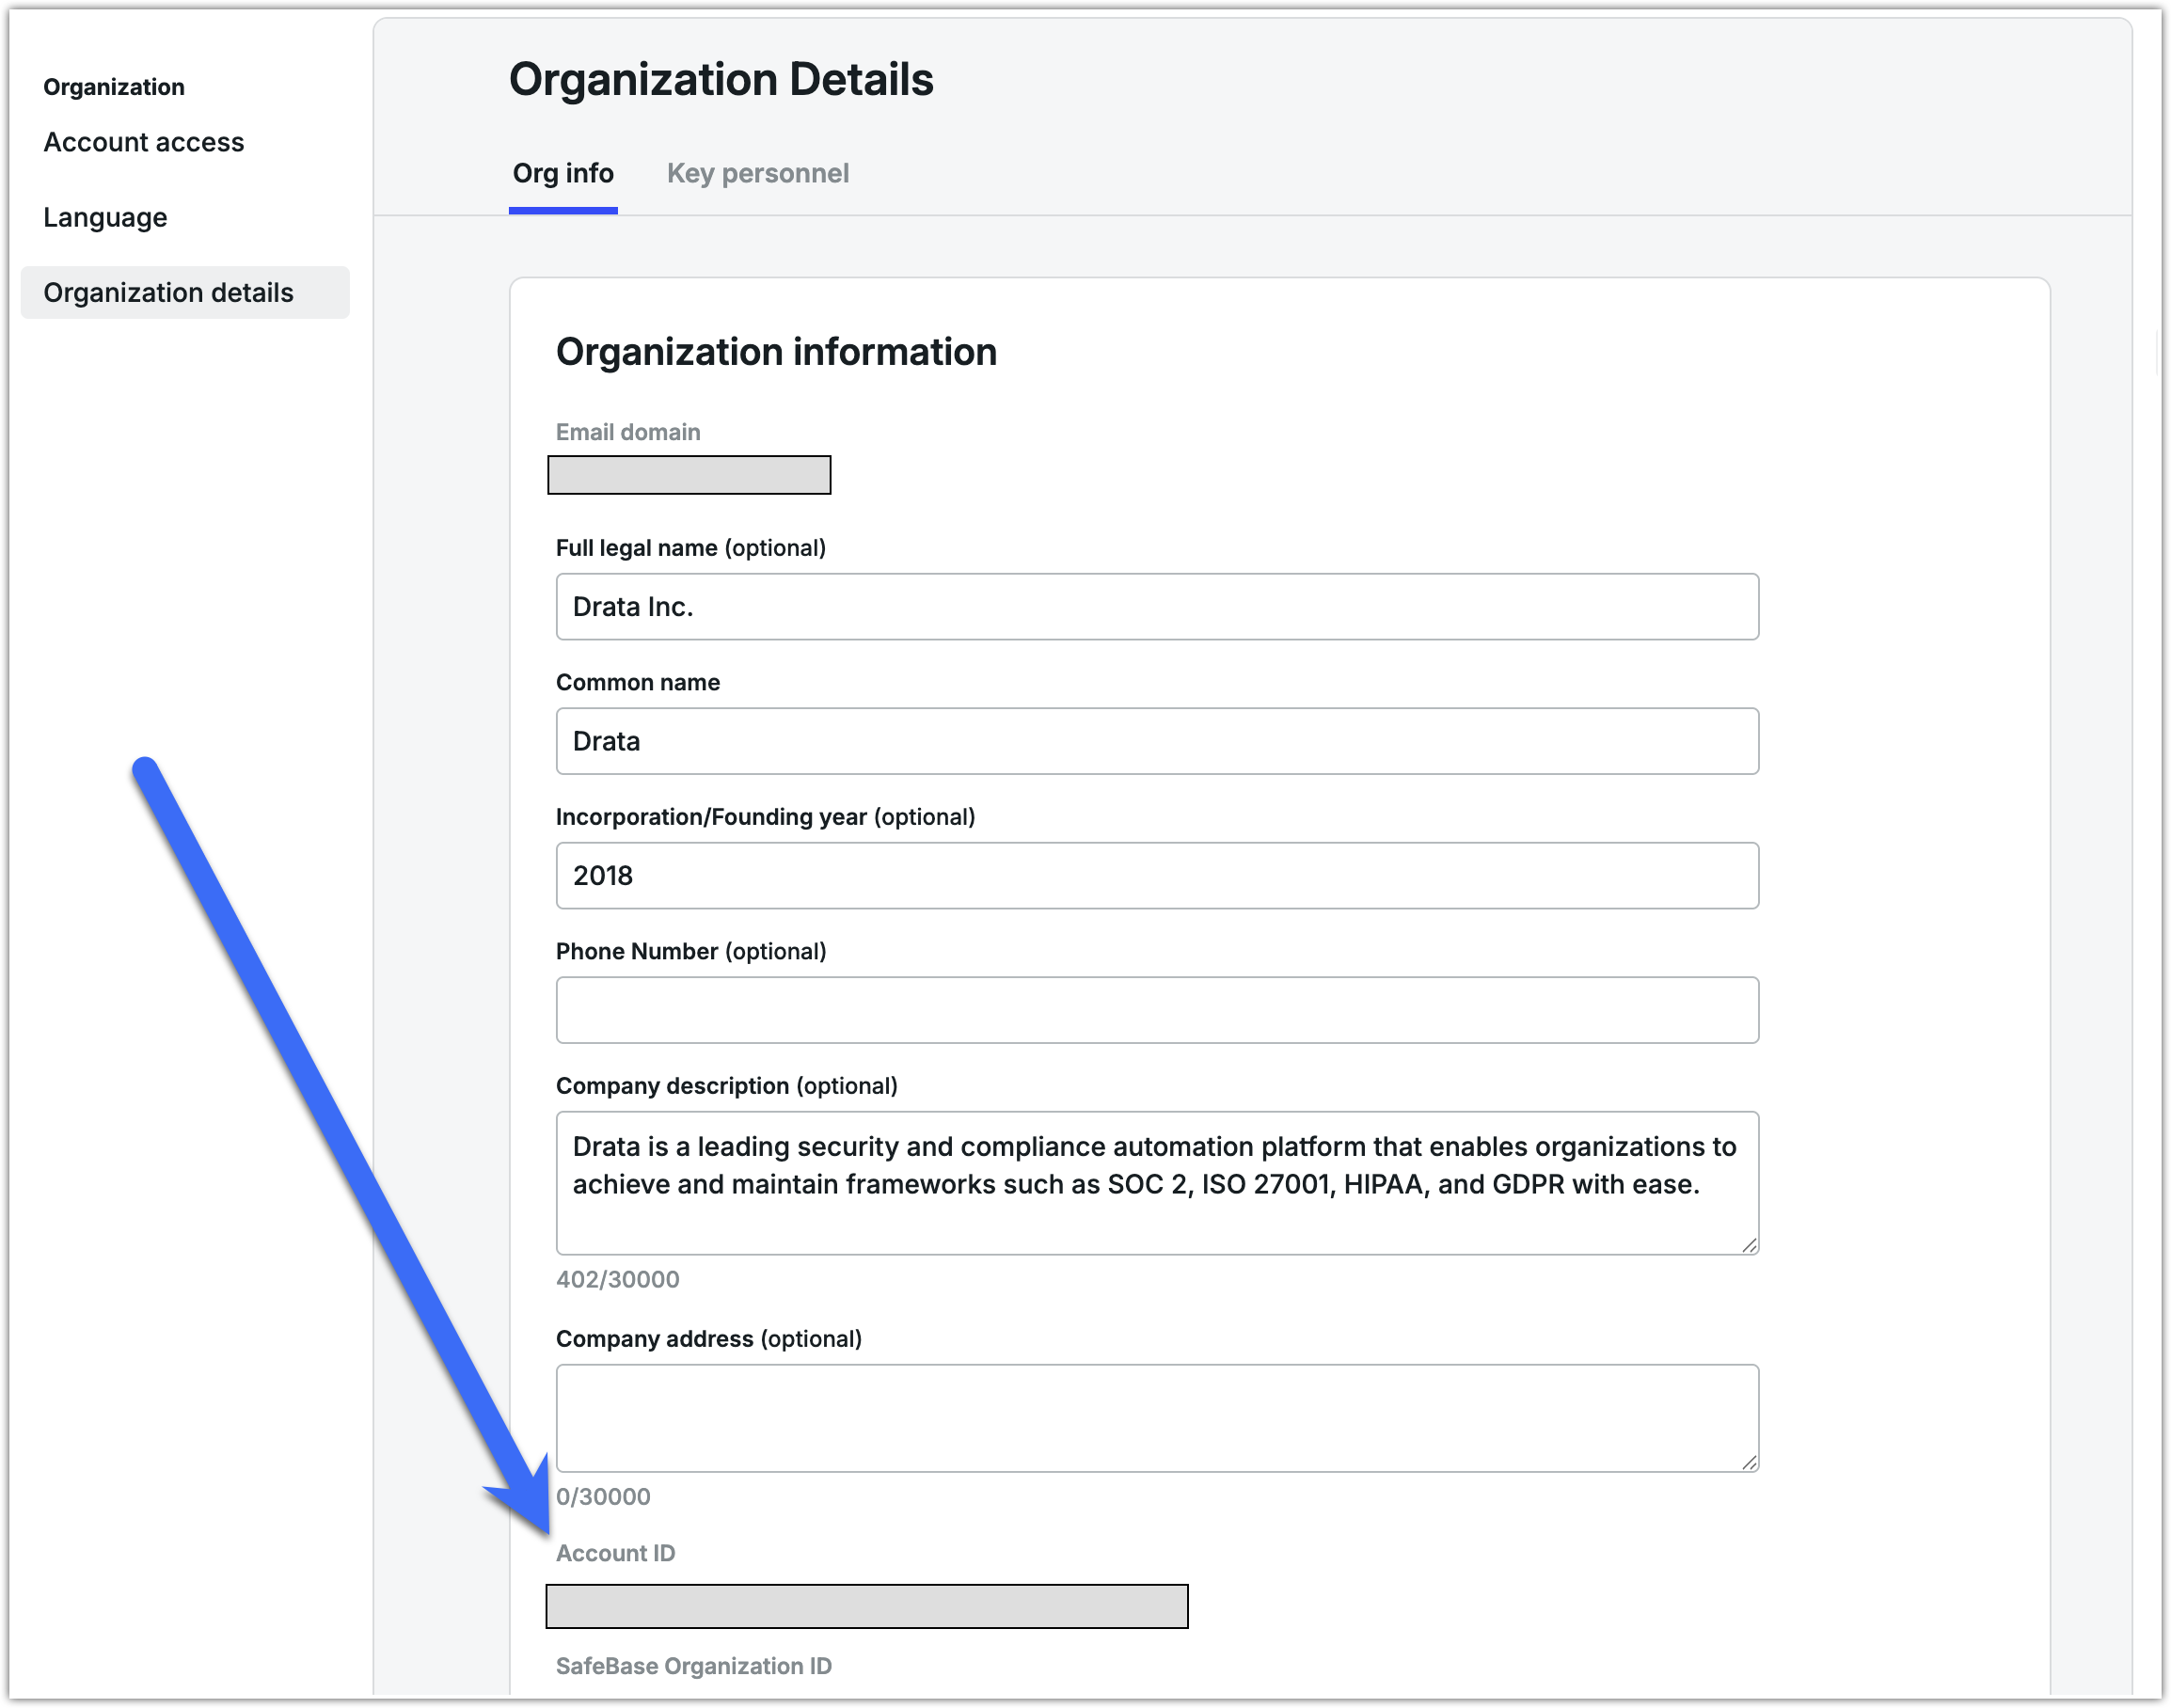 Organization
Account access
Language
Organization details
Organization Details
Org info
Key personnel
Organization information
Email domain
Full legal name (optional)
Drata Inc.
Common name
Drata
Incorporation/Founding year (optional)
2018
Phone Number (optional)
Company description (optional)
Drata is a leading security and compliance automation platform that enables organizations to
achieve and maintain frameworks such as SOC 2, ISO 27001, HIPAA, and GDPR with ease.
402/30000
Company address (optional)
0/30000
Account ID
SafeBase Organization ID